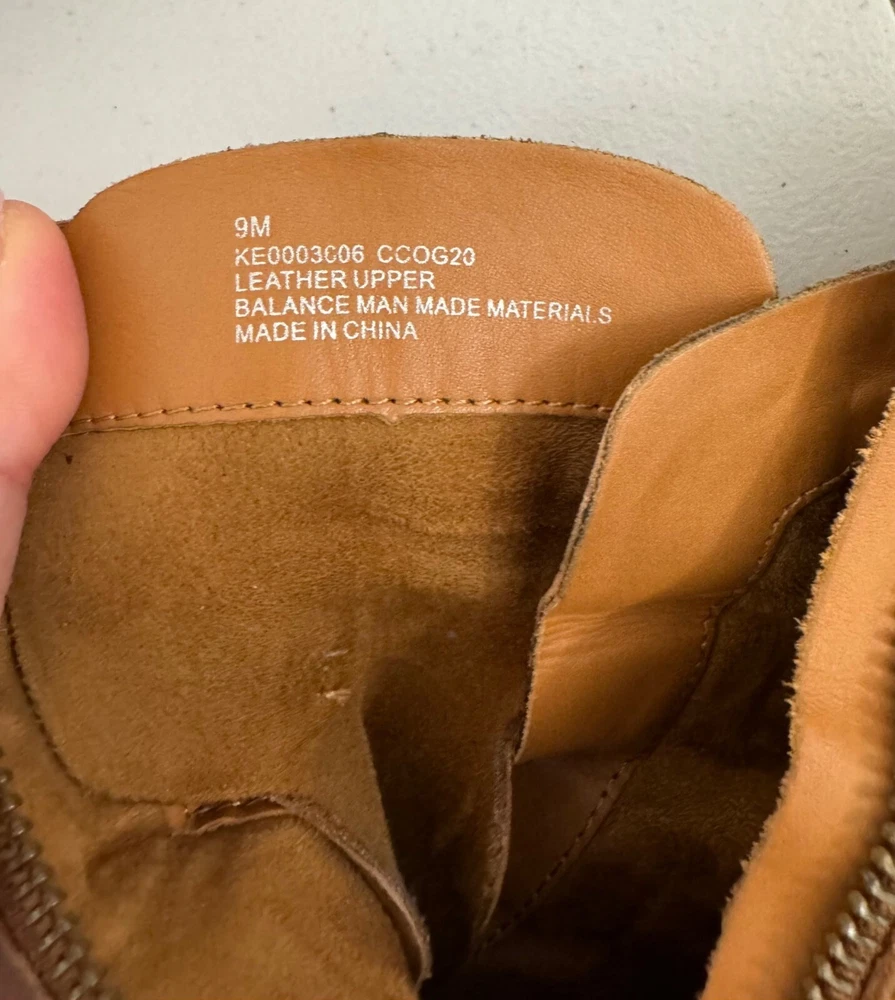 9M
KE0003C06 CCOG20
LEATHER UPPER
BALANCE MAN MADE MATERIALS
MADE IN CHINA